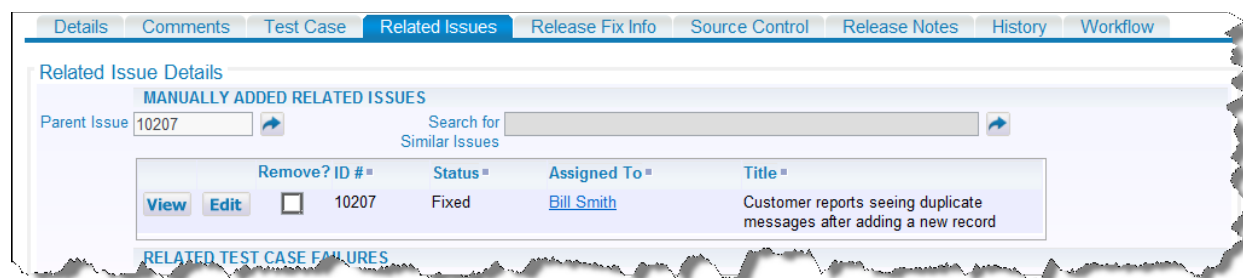 Details Comments Test Case Related Issues Release Fix Info Source Control Release Notes History Workflow
Related Issue Details
MANUALLY ADDED RELATED ISSUES
Parent Issue 10207 Search for
Similar Issues
Remove? ID # Status Assigned To Title
View Edit 10207 Fixed Bill Smith Customer reports seeing duplicate
messages after adding a new record
RELATED TEST CASE FAILURES